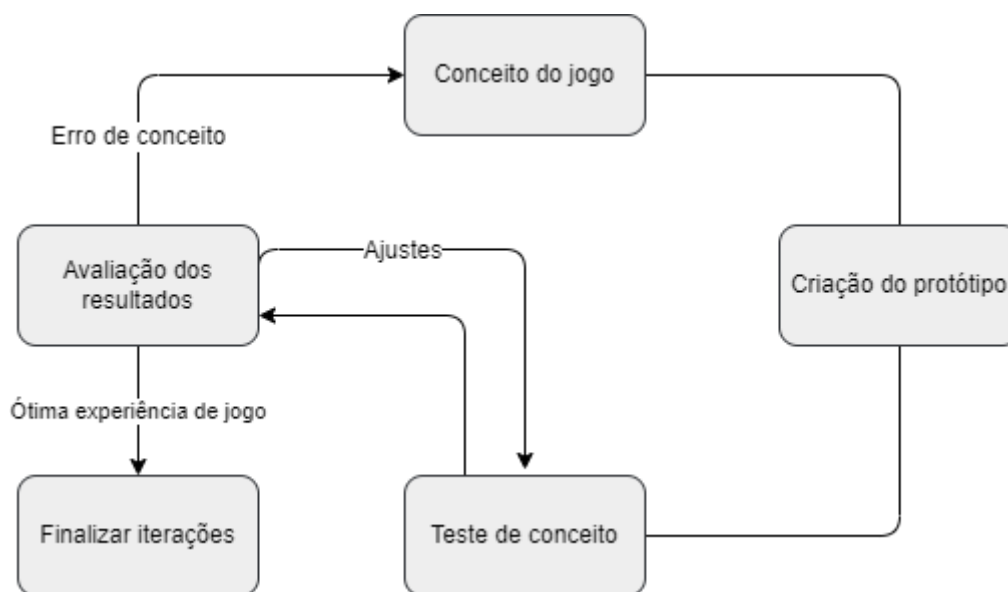 Conceito do jogo
Erro de conceito
Avaliação dos
resultados
Ajustes
Criação do protótipo
Ótima experiência de jogo
Finalizar iterações
Teste de conceito